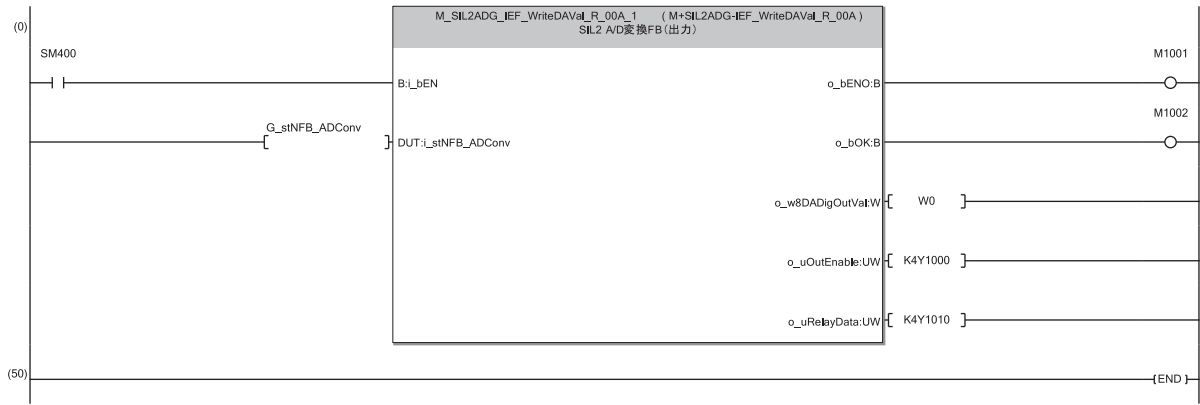 M_SIL2ADG_IEF_WriteDAVal_R_00A_1 ( M+SIL2ADG-IEF_WriteDAVal_R_00A )
SIL2 A/D変換FB(出力)
(0)
SM400
M1001
B:i_bEN
o_bENO:B
G_stNFB_ADConv
M1002
DUT:i_stNFB_ADConv
o_bOK:B
o_w8DADigOutVal:W
W0
o_uOutEnable:UW
K4Y1000
o_uRelayData:UW
K4Y1010
(50)
END